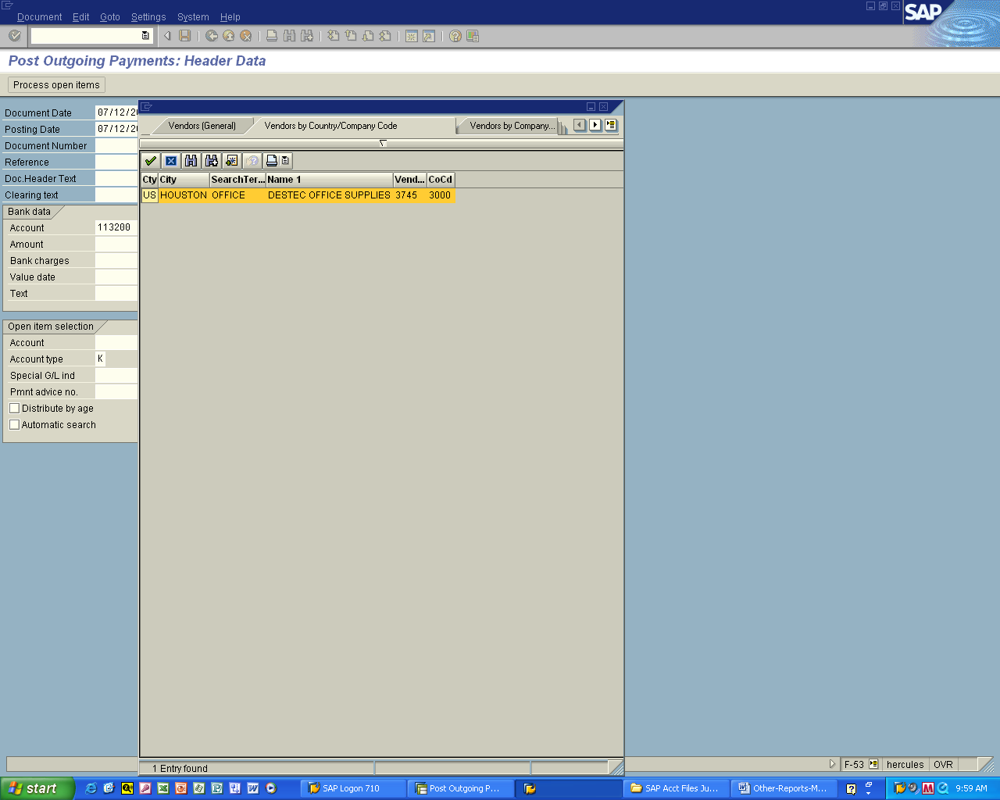 Document Edit Goto Settings System Help
SAP
Post Outgoing Payments: Header Data
Process open items
Document Date 07/12/2
Posting Date 07/12/2
Document Number
Reference
Doc.Header Text
Clearing text
Bank data
Account 113200
Amount
Bank charges
Value date
Text
Open item selection
Account
Account type K
Special G/L ind
Pmnt advice no.
Distribute by age
Automatic search
Vendors (General) Vendors by Country/Company Code Vendors by Company...
Cty City SearchTer... Name 1 Vend... CoCd
US HOUSTON OFFICE DESTEC OFFICE SUPPLIES 3745 3000
1 Entry found
F-53 hercules OVR
start SAP Logon 710 Post Outgoing P... SAP Acct Files Ju... Other-Reports-M... 9:59 AM